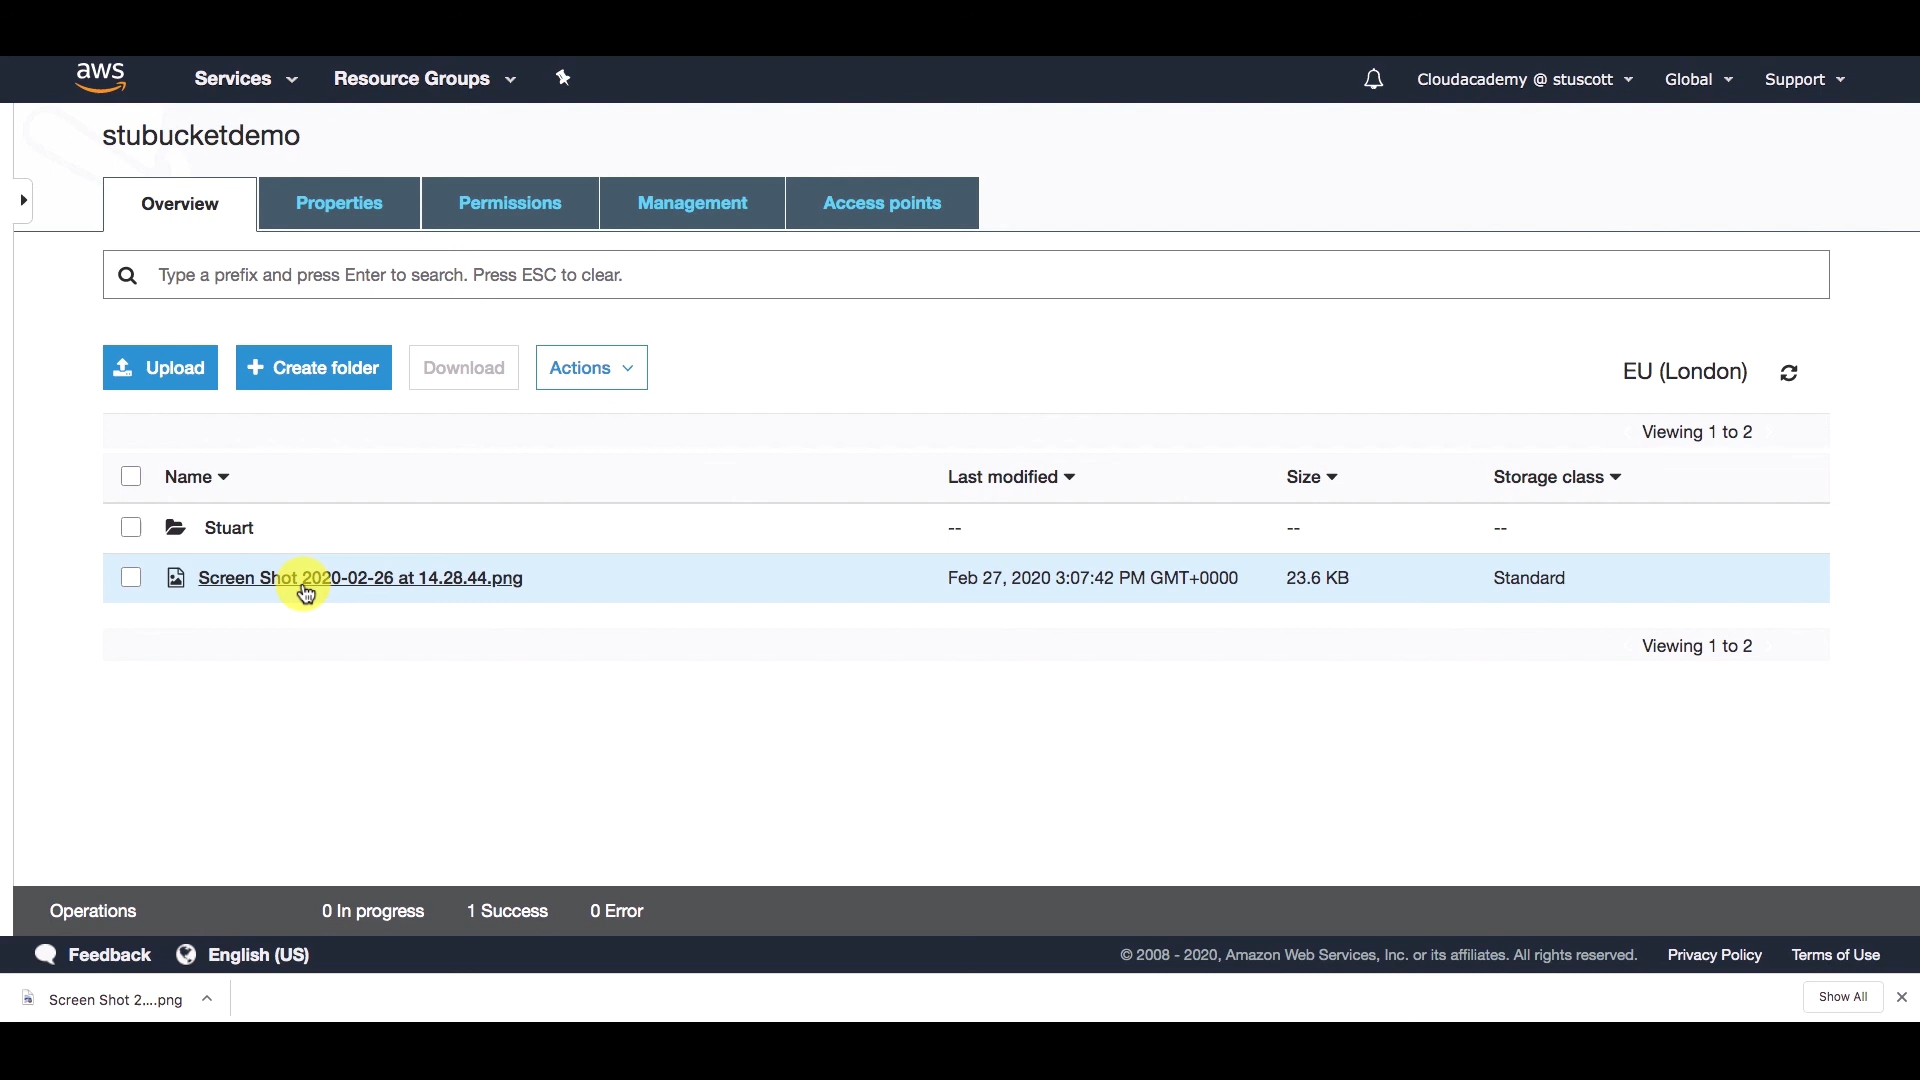 aws Services Resource Groups Cloudacademy @ stuscott Global Support
stubucketdemo
Overview Properties Permissions Management Access points
Type a prefix and press Enter to search. Press ESC to clear.
Upload + Create folder Download Actions EU (London)
Viewing 1 to 2
Name Last modified Size Storage class
Stuart -- -- --
Screen Shot 2020-02-26 at 14.28.44.png Feb 27, 2020 3:07:42 PM GMT+0000 23.6 KB Standard
Viewing 1 to 2
Operations 0 In progress 1 Success 0 Error
Feedback English (US) © 2008 - 2020, Amazon Web Services, Inc. or its affiliates. All rights reserved. Privacy Policy Terms of Use
Screen Shot 2....png Show All